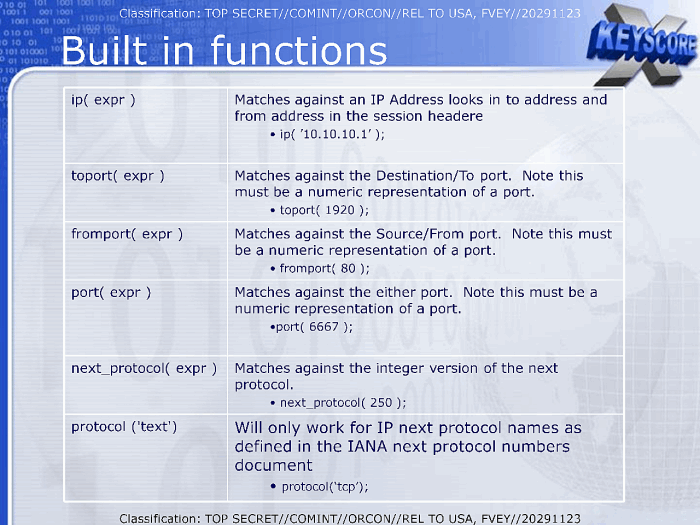 Classification: TOP SECRET//COMINT//ORCON//REL TO USA, FVEY//20291123
Built in functions
X KEYSCORE
ip( expr )
Matches against an IP Address looks in to address and
from address in the session headere
• ip( ’10.10.10.1’ );
toport( expr )
Matches against the Destination/To port. Note this
must be a numeric representation of a port.
• toport( 1920 );
fromport( expr )
Matches against the Source/From port. Note this must
be a numeric representation of a port.
• fromport( 80 );
port( expr )
Matches against the either port. Note this must be a
numeric representation of a port.
•port( 6667 );
next_protocol( expr )
Matches against the integer version of the next
protocol.
• next_protocol( 250 );
protocol ('text')
Will only work for IP next protocol names as
defined in the IANA next protocol numbers
document
• protocol(‘tcp’);
Classification: TOP SECRET//COMINT//ORCON//REL TO USA, FVEY//20291123